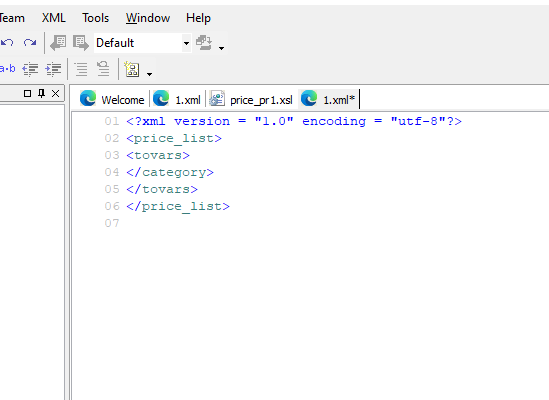 Team XML Tools Window Help
Default
a·b
Welcome 1.xml price_pr1.xsl 1.xml*
01 <?xml version = "1.0" encoding = "utf-8"?>
02 <price_list>
03 <tovars>
04 </category>
05 </tovars>
06 </price_list>
07